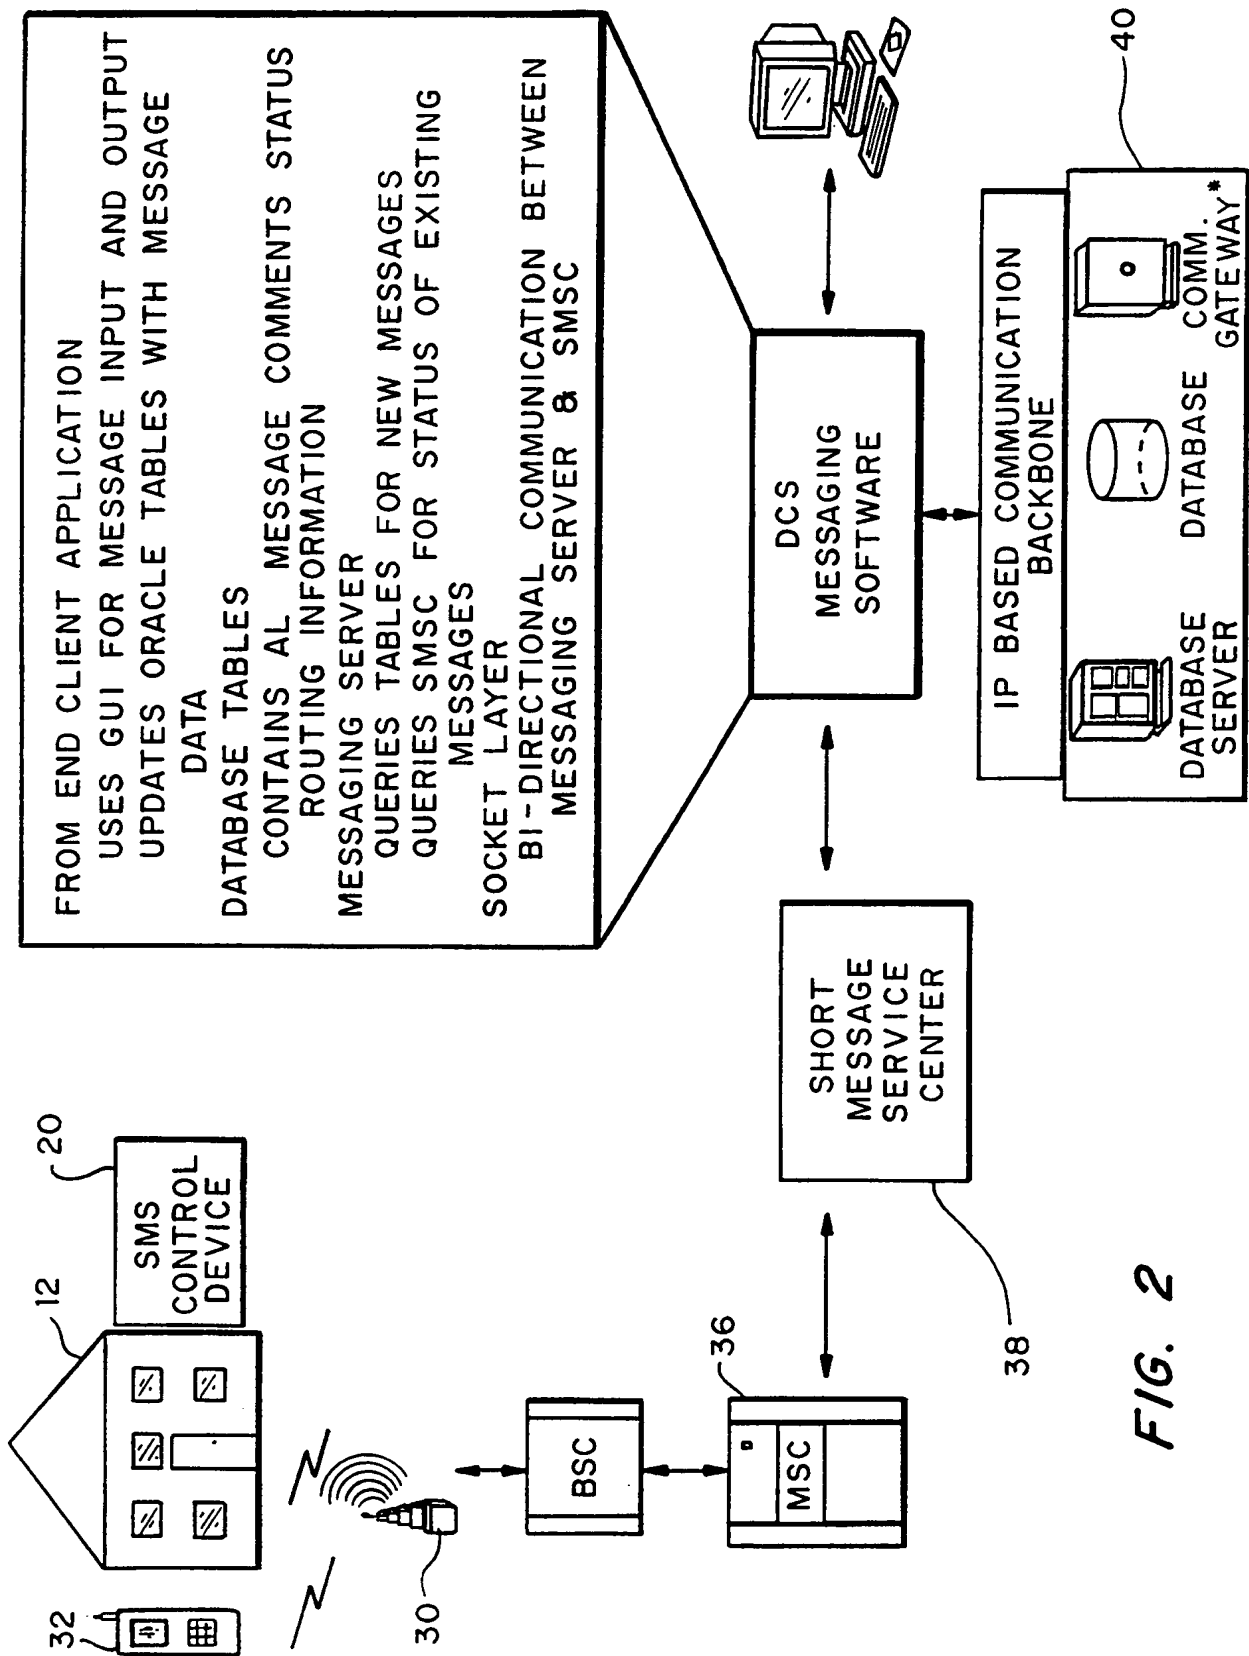 FROM END CLIENT APPLICATION
USES GUI FOR MESSAGE INPUT AND OUTPUT
UPDATES ORACLE TABLES WITH MESSAGE
DATA
DATABASE TABLES
CONTAINS AL MESSAGE COMMENTS STATUS
ROUTING INFORMATION
MESSAGING SERVER
QUERIES TABLES FOR NEW MESSAGES
QUERIES SMSC FOR STATUS OF EXISTING
MESSAGES
SOCKET LAYER
BI-DIRECTIONAL COMMUNICATION BETWEEN
MESSAGING SERVER & SMSC
32
12
20
SMS
CONTROL
DEVICE
30
BSC
36
MSC
SHORT
MESSAGE
SERVICE
CENTER
38
DCS
MESSAGING
SOFTWARE
IP BASED COMMUNICATION
BACKBONE
40
DATABASE
SERVER
DATABASE
COMM.
GATEWAY*
FIG. 2